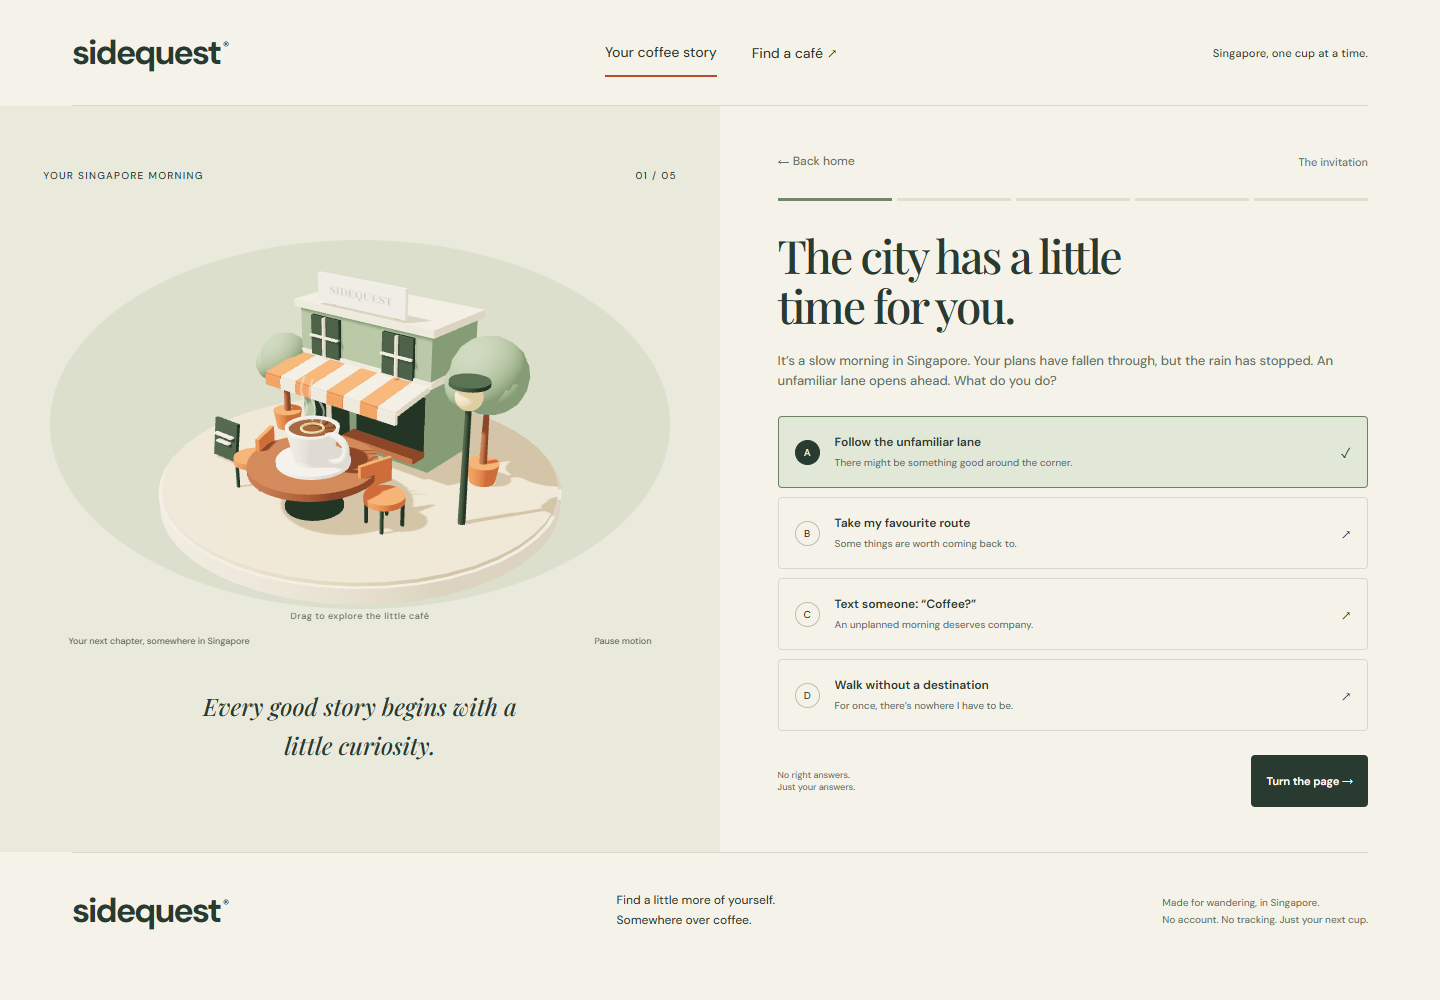 sidequest®
Your coffee story
Find a café ↗
Singapore, one cup at a time.
YOUR SINGAPORE MORNING
01 / 05
SIDEQUEST
Drag to explore the little café
Your next chapter, somewhere in Singapore
Pause motion
Every good story begins with a
little curiosity.
← Back home
The invitation
The city has a little
time for you.
It’s a slow morning in Singapore. Your plans have fallen through, but the rain has stopped. An
unfamiliar lane opens ahead. What do you do?
A
Follow the unfamiliar lane
There might be something good around the corner.
✓
B
Take my favourite route
Some things are worth coming back to.
↗
C
Text someone: “Coffee?”
An unplanned morning deserves company.
↗
D
Walk without a destination
For once, there’s nowhere I have to be.
↗
No right answers.
Just your answers.
Turn the page →
sidequest®
Find a little more of yourself.
Somewhere over coffee.
Made for wandering, in Singapore.
No account. No tracking. Just your next cup.